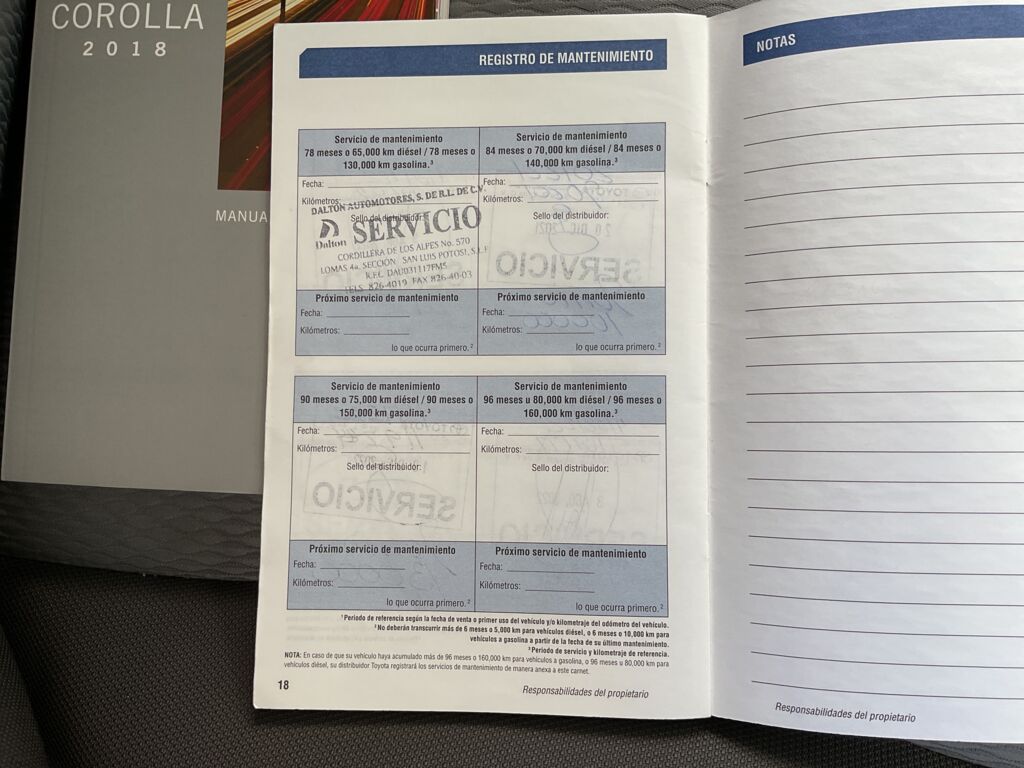 COROLLA
2018
MANUA
REGISTRO DE MANTENIMIENTO
Servicio de mantenimiento
78 meses o 65,000 km diésel / 78 meses o
130,000 km gasolina.³
Fecha:
Kilómetros:
Sello del distribuidor:
DALTON AUTOMOTORES, S. DE R.L. DE C.V.
Dalton SERVICIO
CORDILLERA DE LOS ALPES No. 570
LOMAS 4a. SECCION SAN LUIS POTOSI, S.L.P.
R.F.C. DAU031117FM5
TELS 826-4019 FAX 826-40-03
Próximo servicio de mantenimiento
Fecha:
Kilómetros:
lo que ocurra primero.²
Servicio de mantenimiento
84 meses o 70,000 km diésel / 84 meses o
140,000 km gasolina.³
Fecha:
Kilómetros:
Sello del distribuidor:
SERVICIO
Próximo servicio de mantenimiento
Fecha:
Kilómetros:
lo que ocurra primero.²
Servicio de mantenimiento
90 meses o 75,000 km diésel / 90 meses o
150,000 km gasolina.³
Fecha:
Kilómetros:
Sello del distribuidor:
SERVICIO
Próximo servicio de mantenimiento
Fecha:
Kilómetros:
lo que ocurra primero.²
Servicio de mantenimiento
96 meses u 80,000 km diésel / 96 meses o
160,000 km gasolina.³
Fecha:
Kilómetros:
Sello del distribuidor:
SERVICIO
Próximo servicio de mantenimiento
Fecha:
Kilómetros:
lo que ocurra primero.²
¹ Periodo de referencia según la fecha de venta o primer uso del vehículo y/o kilometraje del odómetro del vehículo.
² No deberán transcurrir más de 6 meses o 5,000 km para vehículos diésel, o 6 meses o 10,000 km para
vehículos a gasolina a partir de la fecha de su último mantenimiento.
³ Periodo de servicio y kilometraje de referencia.
NOTA: En caso de que su vehículo haya acumulado más de 96 meses o 160,000 km para vehículos a gasolina, o 96 meses u 80,000 km para
vehículos diésel, su distribuidor Toyota registrará los servicios de mantenimiento de manera anexa a este carnet.
18
Responsabilidades del propietario
NOTAS
Responsabilidades del propietario